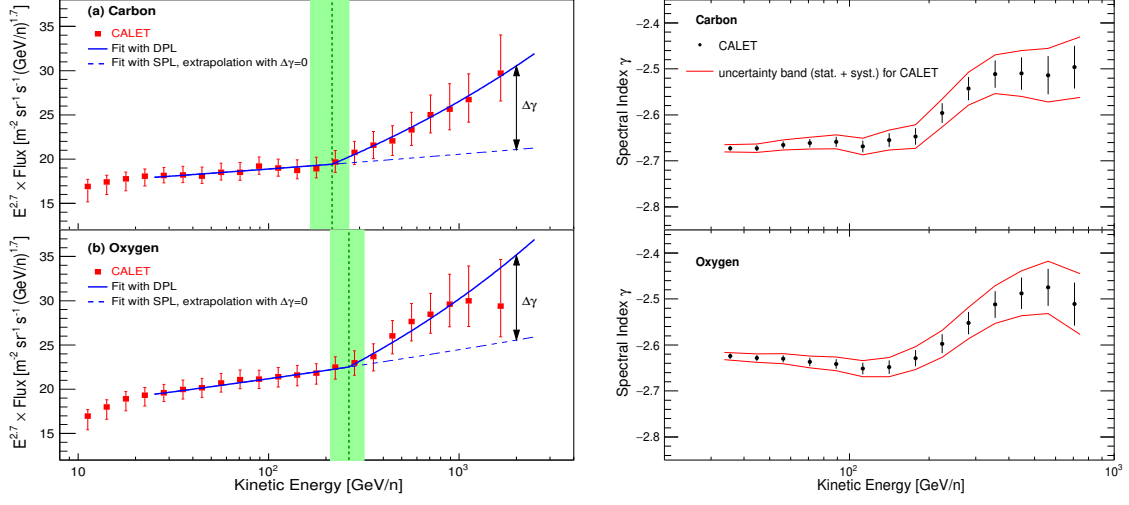 (a) Carbon
CALET
Fit with DPL
Fit with SPL, extrapolation with Δγ=0
Δγ
E^2.7 × Flux [m^-2 sr^-1 s^-1 (GeV/n)^1.7]
35
30
25
20
15
(b) Oxygen
CALET
Fit with DPL
Fit with SPL, extrapolation with Δγ=0
Δγ
E^2.7 × Flux [m^-2 sr^-1 s^-1 (GeV/n)^1.7]
35
30
25
20
15
10
10^2
10^3
Kinetic Energy [GeV/n]
Carbon
CALET
uncertainty band (stat. + syst.) for CALET
Spectral Index γ
−2.4
−2.5
−2.6
−2.7
−2.8
Oxygen
Spectral Index γ
−2.4
−2.5
−2.6
−2.7
−2.8
10^2
10^3
Kinetic Energy [GeV/n]